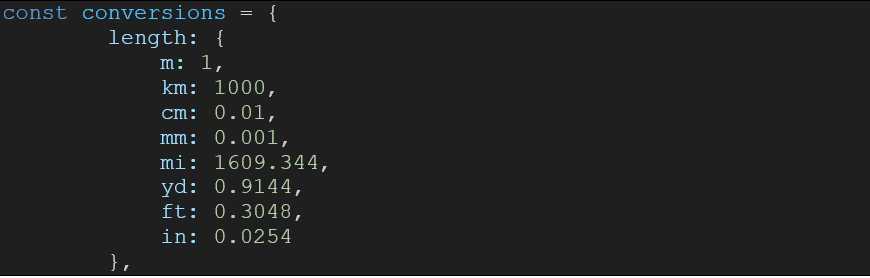 const conversions = {
length: {
m: 1,
km: 1000,
cm: 0.01,
mm: 0.001,
mi: 1609.344,
yd: 0.9144,
ft: 0.3048,
in: 0.0254
},